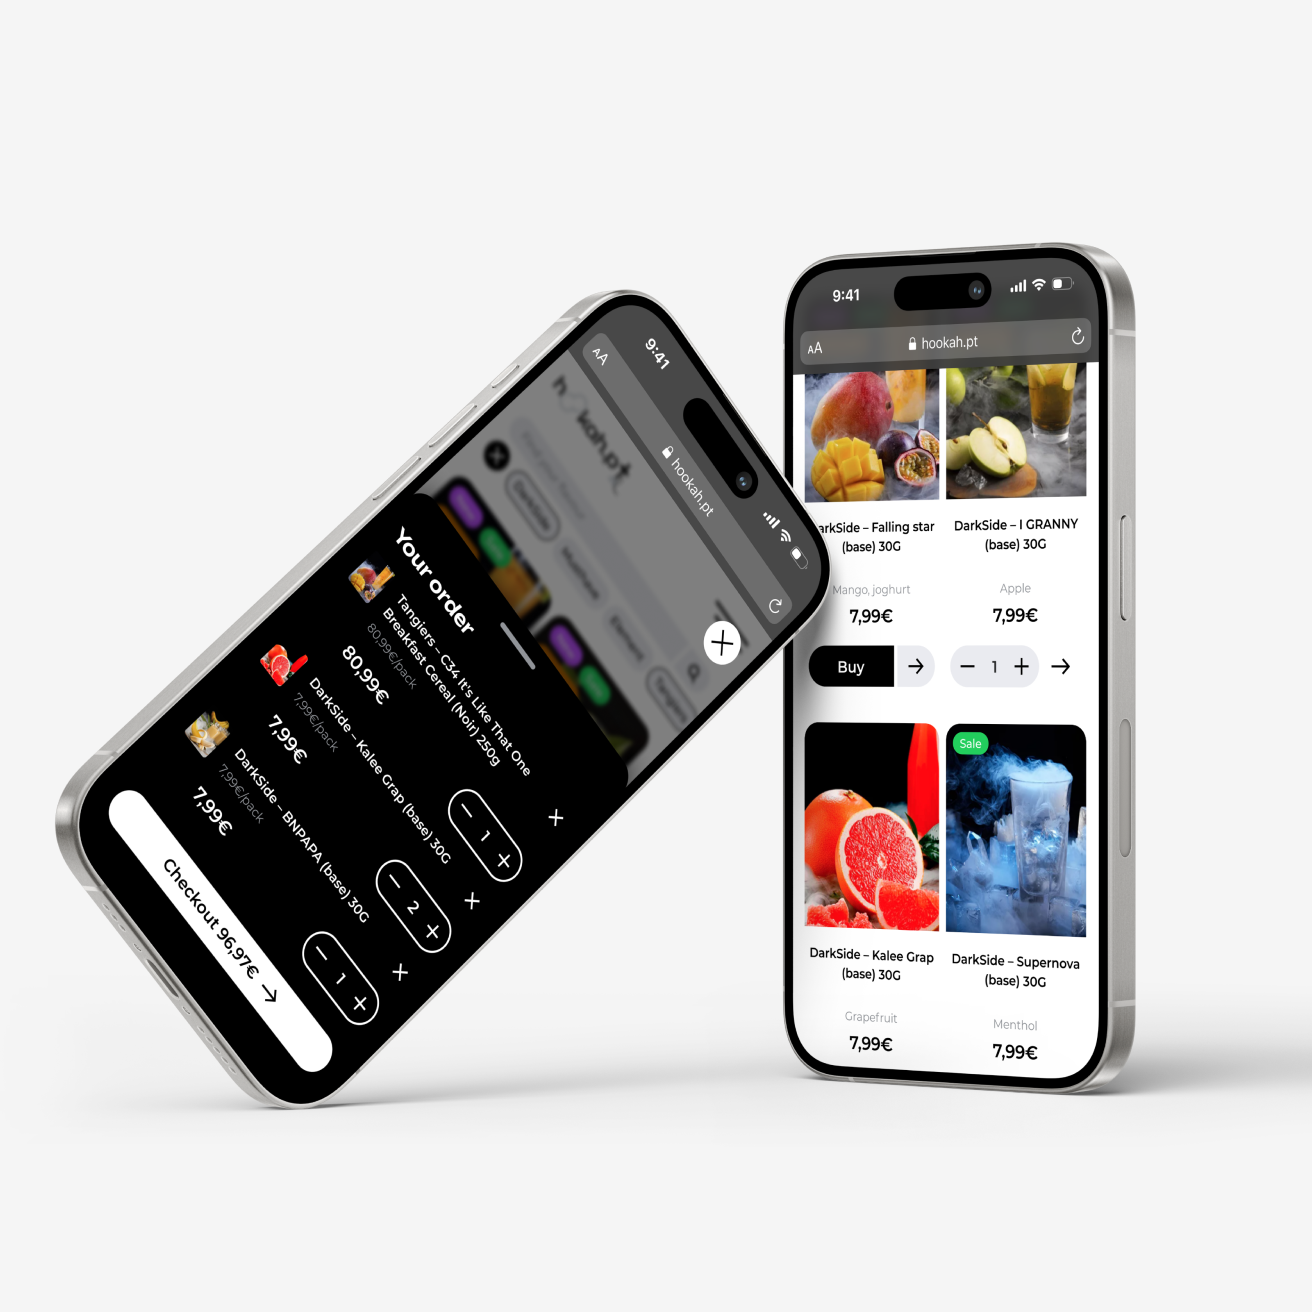 9:41
AA
hookah.pt
hookah.pt
DarkSide
Tangiers
Your order
Tangiers – C34 It's Like That One
Breakfast Cereal (Noir) 250g
80,99€/pack
80,99€
1
DarkSide – Kalee Grap (base) 30G
7,99€/pack
7,99€
2
DarkSide – BNPAPA (base) 30G
7,99€/pack
7,99€
1
Checkout 96,97€ →
9:41
AA
hookah.pt
arkSide – Falling star
(base) 30G
Mango, joghurt
7,99€
Buy →
DarkSide – I GRANNY
(base) 30G
Apple
7,99€
– 1 + →
DarkSide – Kalee Grap
(base) 30G
Grapefruit
7,99€
Sale
DarkSide – Supernova
(base) 30G
Menthol
7,99€